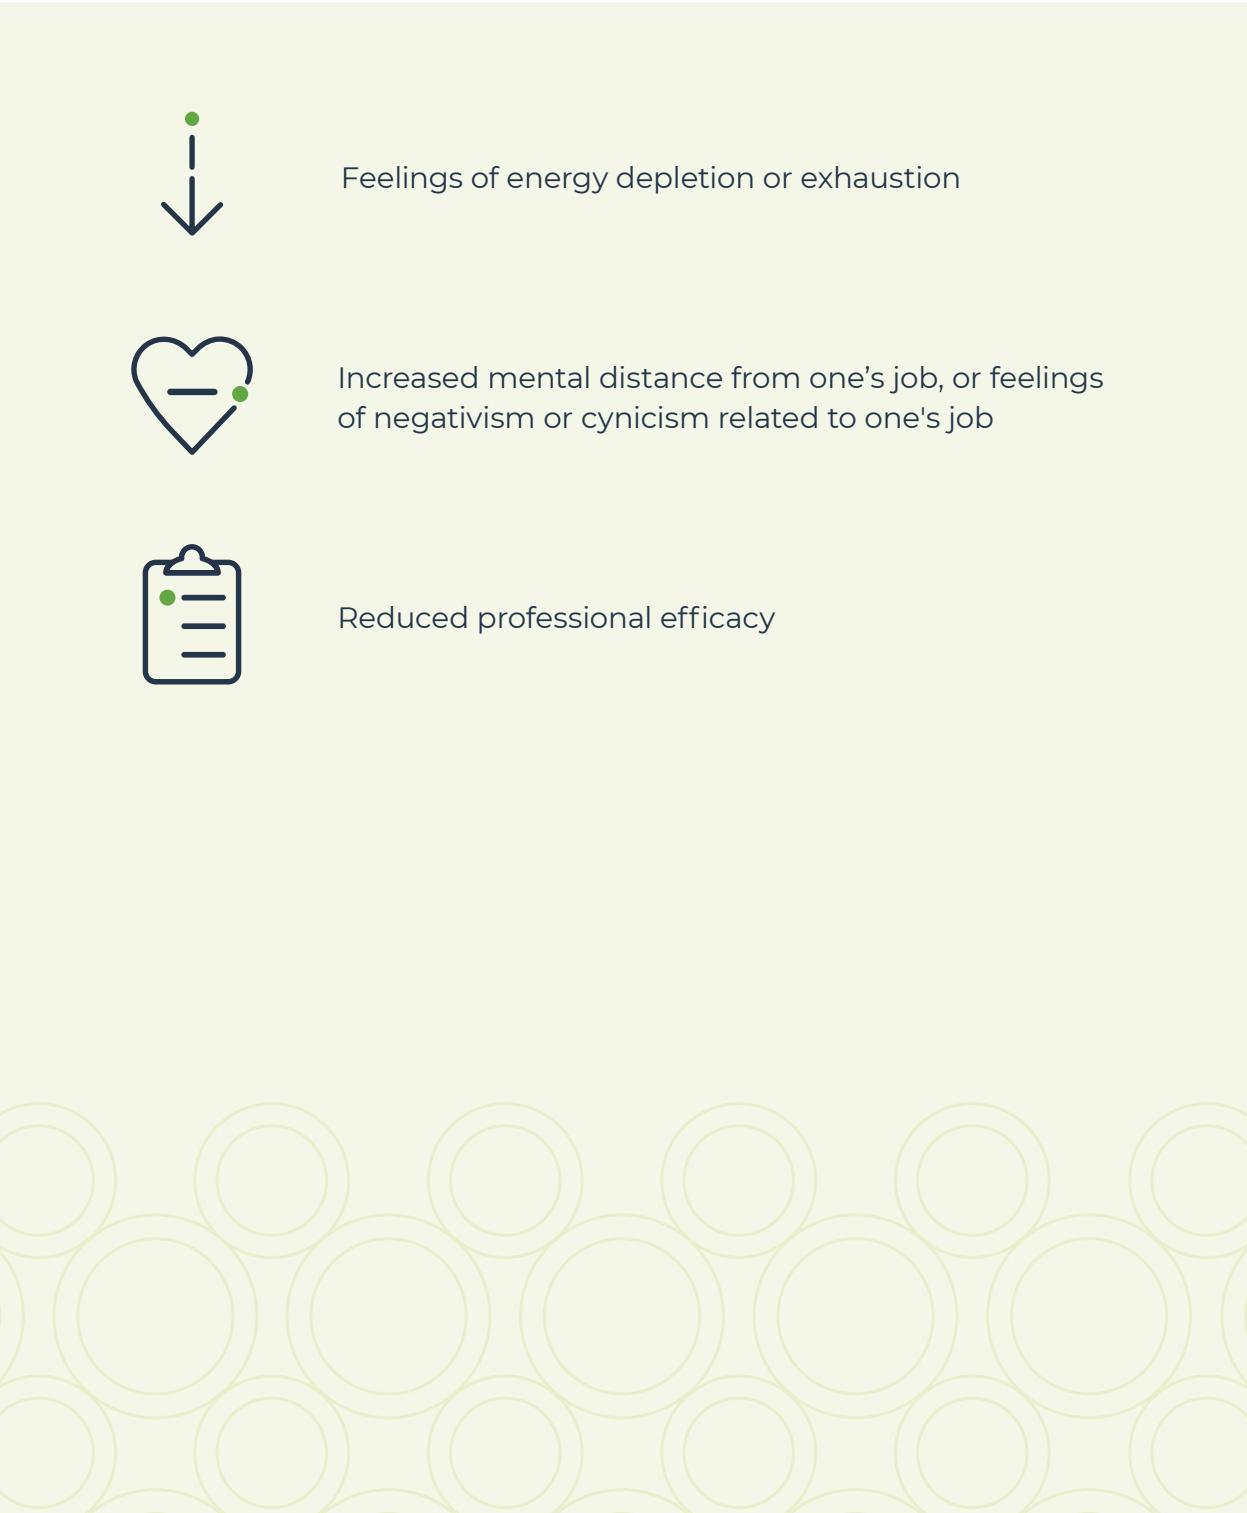 Feelings of energy depletion or exhaustion
Increased mental distance from one’s job, or feelings
of negativism or cynicism related to one's job
Reduced professional efficacy